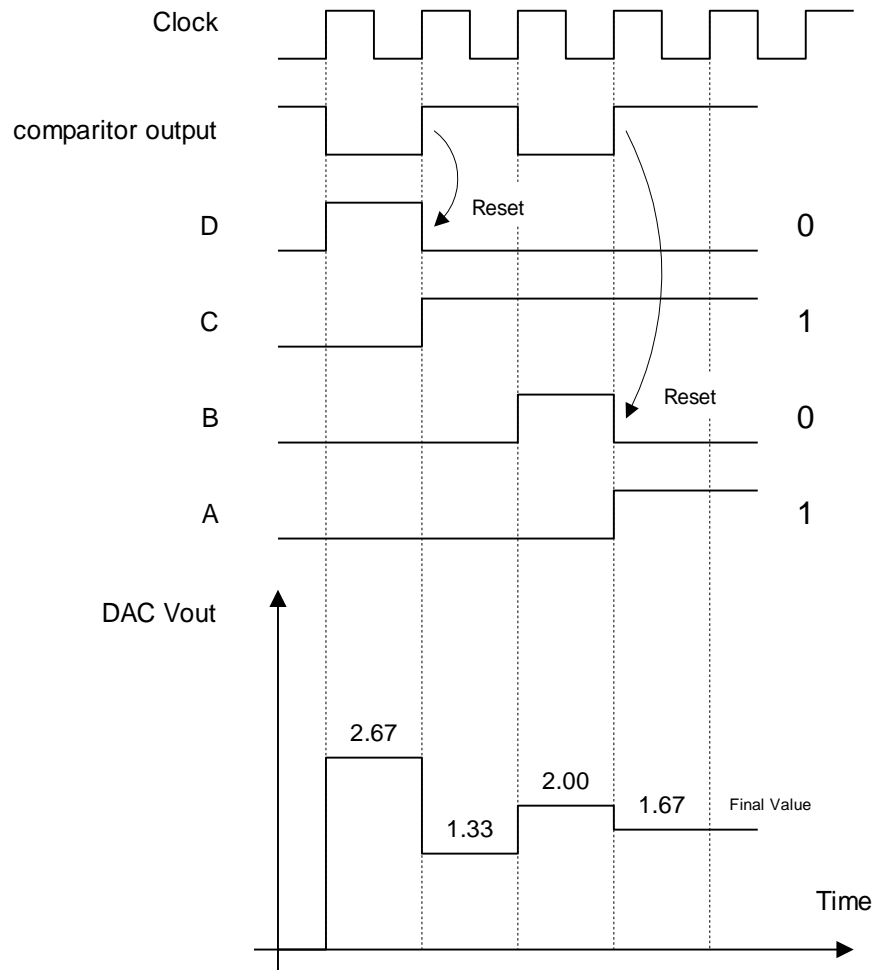 Clock
comparitor output
D
Reset
0
C
1
B
Reset
0
A
1
DAC Vout
2.67
2.00
1.33
1.67
Final Value
Time